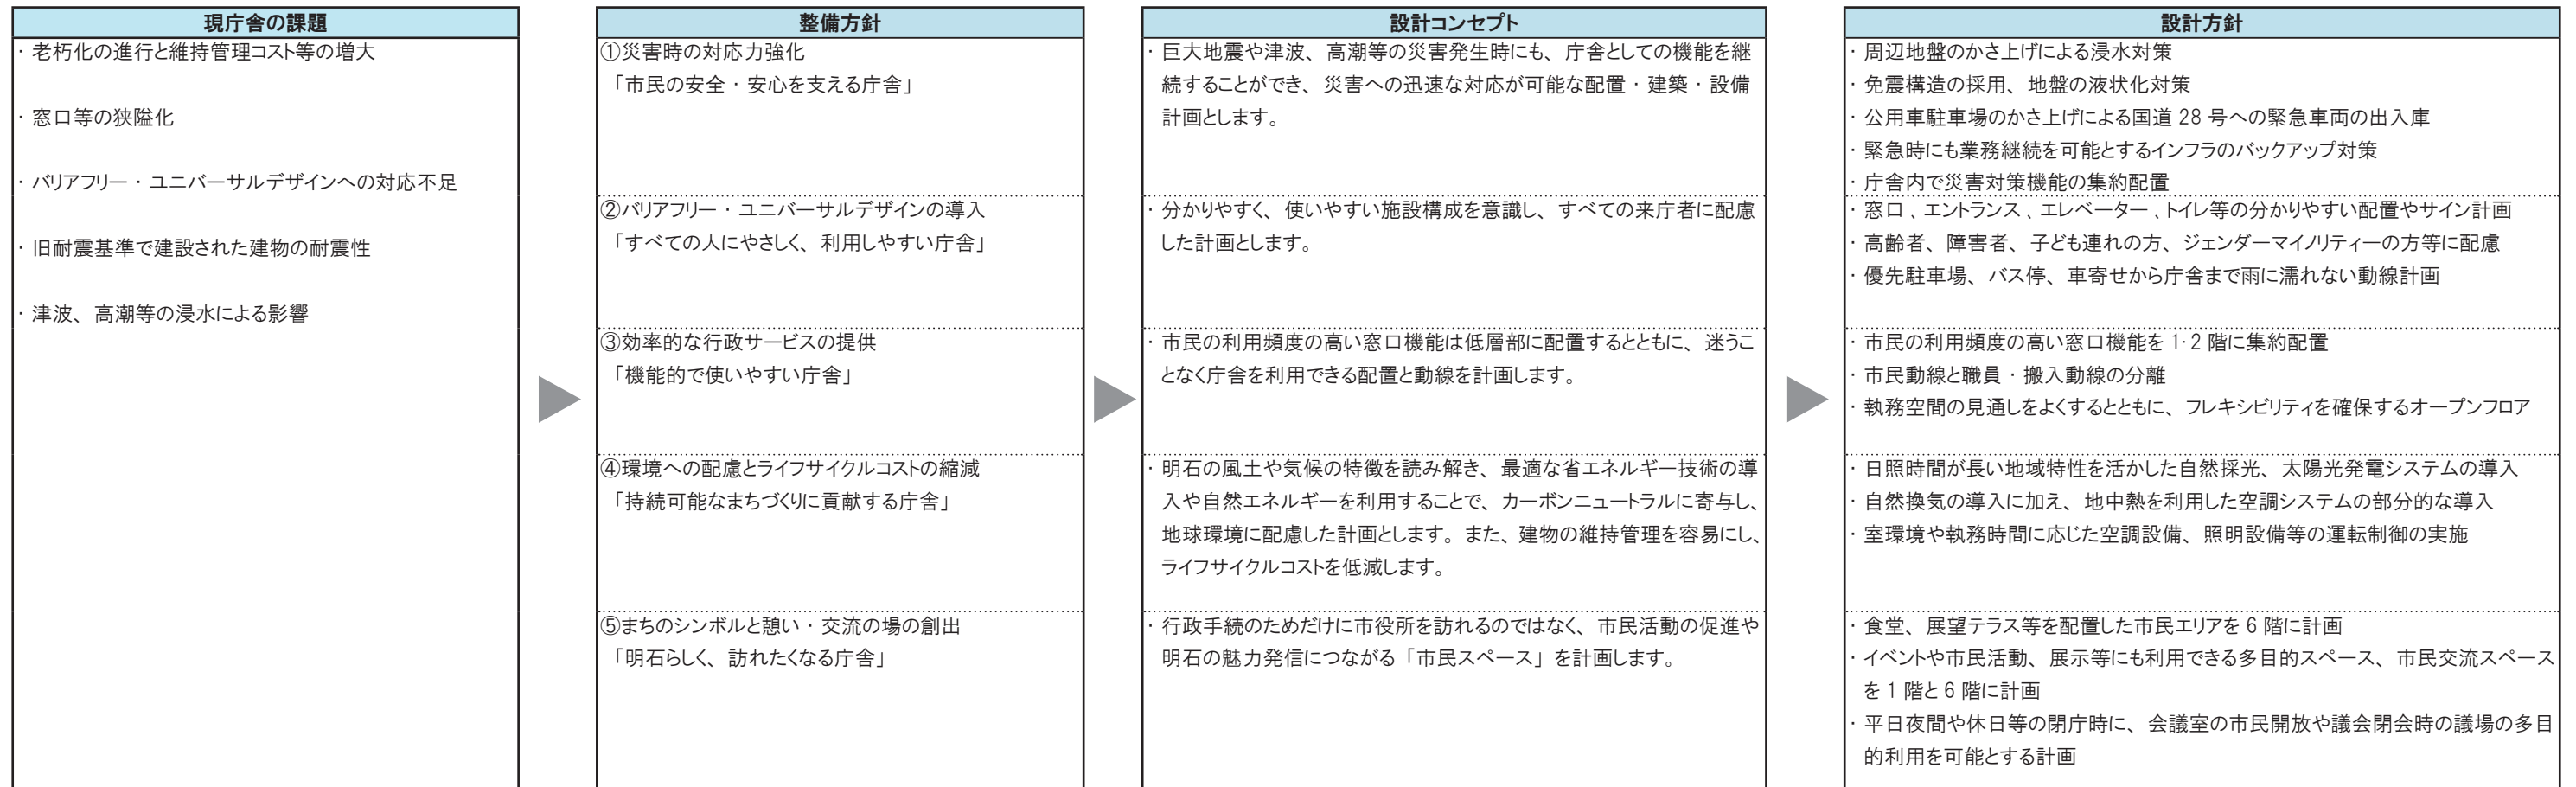 現庁舎の課題
・老朽化の進行と維持管理コスト等の増大
・窓口等の狭隘化
・バリアフリー・ユニバーサルデザインへの対応不足
・旧耐震基準で建設された建物の耐震性
・津波、高潮等の浸水による影響
整備方針
①災害時の対応力強化
「市民の安全・安心を支える庁舎」
②バリアフリー・ユニバーサルデザインの導入
「すべての人にやさしく、利用しやすい庁舎」
③効率的な行政サービスの提供
「機能的で使いやすい庁舎」
④環境への配慮とライフサイクルコストの縮減
「持続可能なまちづくりに貢献する庁舎」
⑤まちのシンボルと憩い・交流の場の創出
「明石らしく、訪れたくなる庁舎」
設計コンセプト
・巨大地震や津波、高潮等の災害発生時にも、庁舎としての機能を継
続することができ、災害への迅速な対応が可能な配置・建築・設備
計画とします。
・分かりやすく、使いやすい施設構成を意識し、すべての来庁者に配慮
した計画とします。
・市民の利用頻度の高い窓口機能は低層部に配置するとともに、迷うこ
となく庁舎を利用できる配置と動線を計画します。
・明石の風土や気候の特徴を読み解き、最適な省エネルギー技術の導
入や自然エネルギーを利用することで、カーボンニュートラルに寄与し、
地球環境に配慮した計画とします。また、建物の維持管理を容易にし、
ライフサイクルコストを低減します。
・行政手続のためだけに市役所を訪れるのではなく、市民活動の促進や
明石の魅力発信につながる「市民スペース」を計画します。
設計方針
・周辺地盤のかさ上げによる浸水対策
・免震構造の採用、地盤の液状化対策
・公用車駐車場のかさ上げによる国道 28 号への緊急車両の出入庫
・緊急時にも業務継続を可能とするインフラのバックアップ対策
・庁舎内で災害対策機能の集約配置
・窓口、エントランス、エレベーター、トイレ等の分かりやすい配置やサイン計画
・高齢者、障害者、子ども連れの方、ジェンダーマイノリティーの方等に配慮
・優先駐車場、バス停、車寄せから庁舎まで雨に濡れない動線計画
・市民の利用頻度の高い窓口機能を 1・2 階に集約配置
・市民動線と職員・搬入動線の分離
・執務空間の見通しをよくするとともに、フレキシビリティを確保するオープンフロア
・日照時間が長い地域特性を活かした自然採光、太陽光発電システムの導入
・自然換気の導入に加え、地中熱を利用した空調システムの部分的な導入
・室環境や執務時間に応じた空調設備、照明設備等の運転制御の実施
・食堂、展望テラス等を配置した市民エリアを 6 階に計画
・イベントや市民活動、展示等にも利用できる多目的スペース、市民交流スペース
を 1 階と 6 階に計画
・平日夜間や休日等の閉庁時に、会議室の市民開放や議会閉会時の議場の多目
的利用を可能とする計画